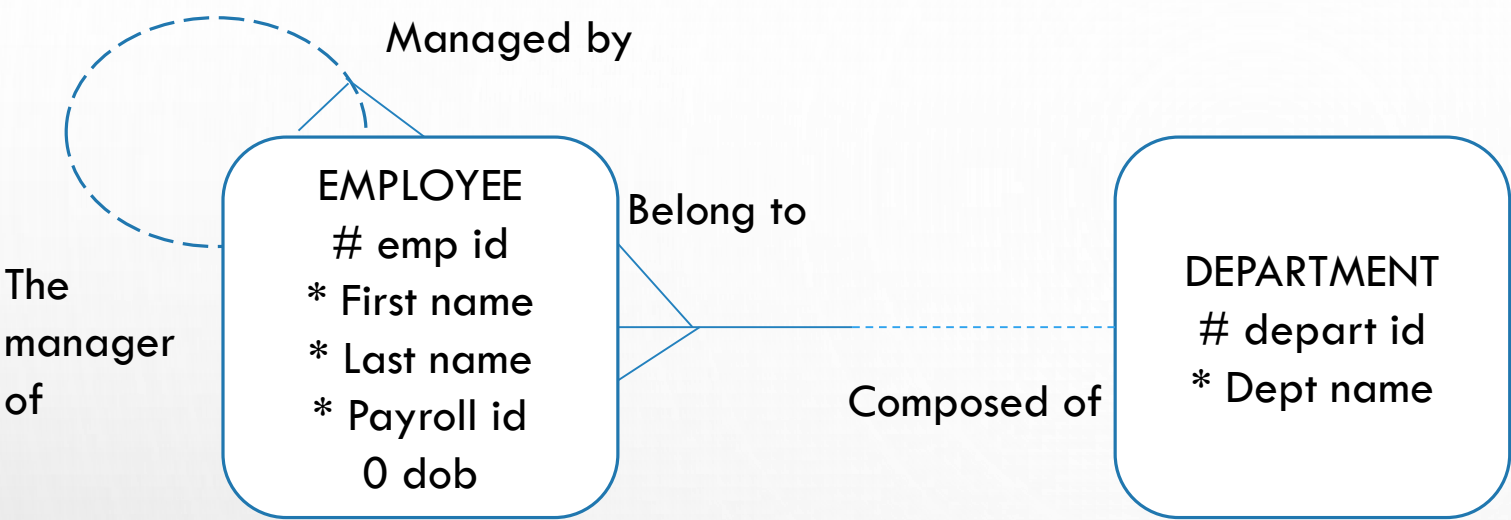 Managed by
The
manager
of
EMPLOYEE
# emp id
* First name
* Last name
* Payroll id
0 dob
Belong to
Composed of
DEPARTMENT
# depart id
* Dept name